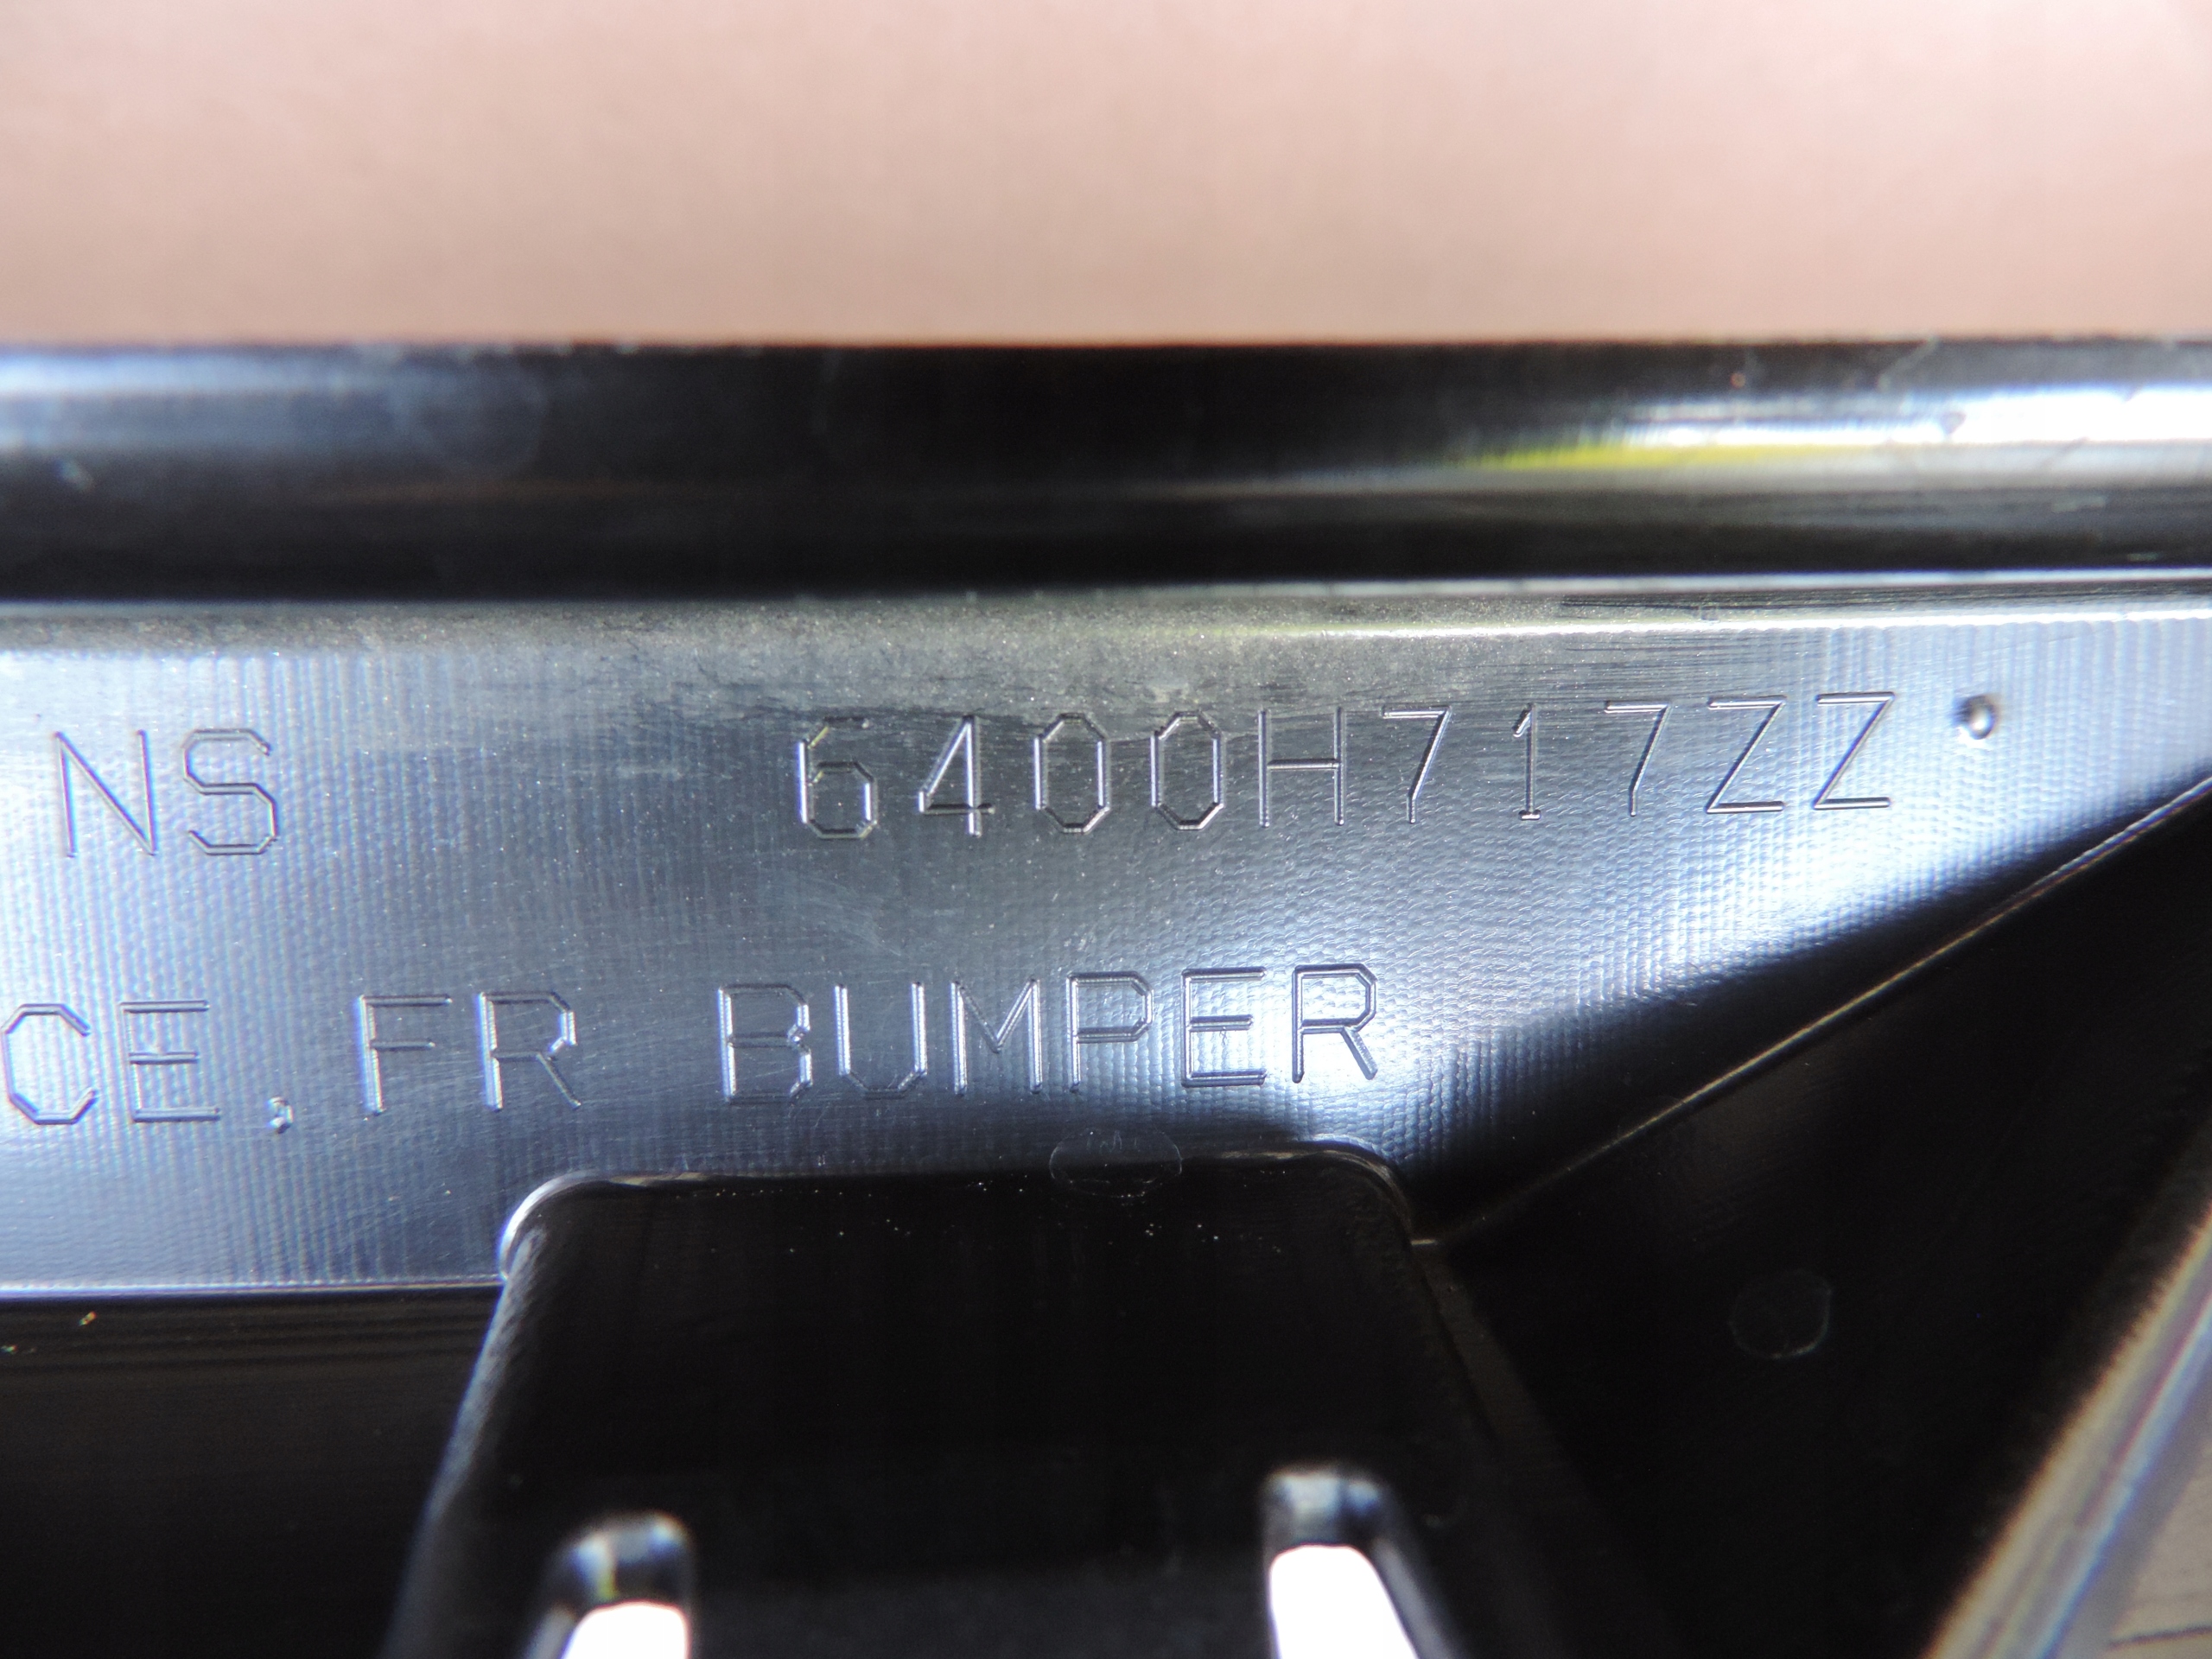 NS 6400H717ZZ
CE,FR BUMPER